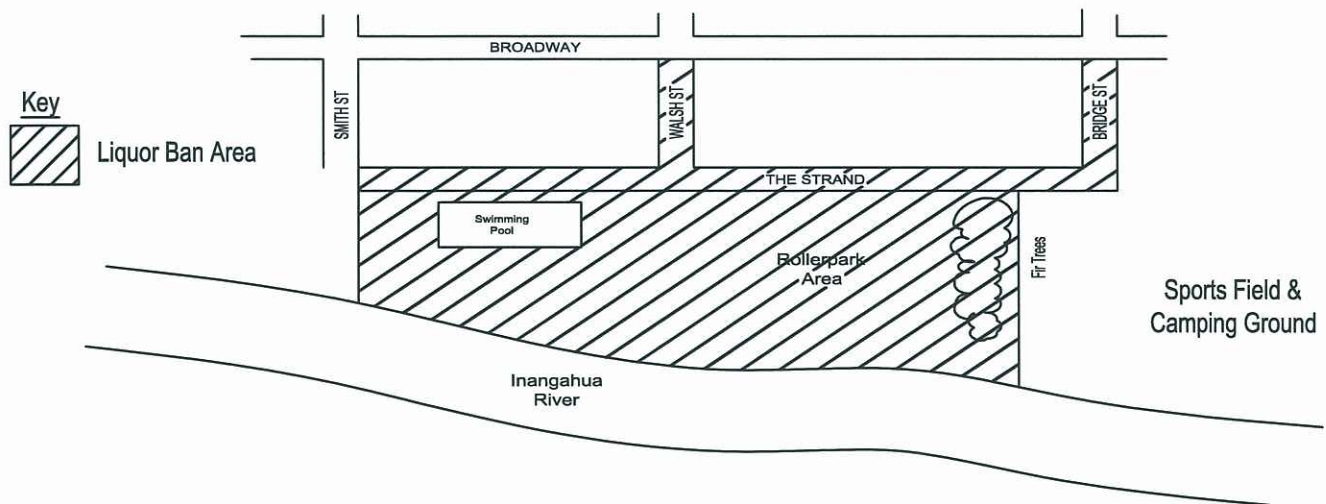 BROADWAY
SMITH ST
WALSH ST
BRIDGE ST
Key
Liquor Ban Area
THE STRAND
Swimming
Pool
Rollerpark
Area
Fir Trees
Sports Field &
Camping Ground
Inangahua
River